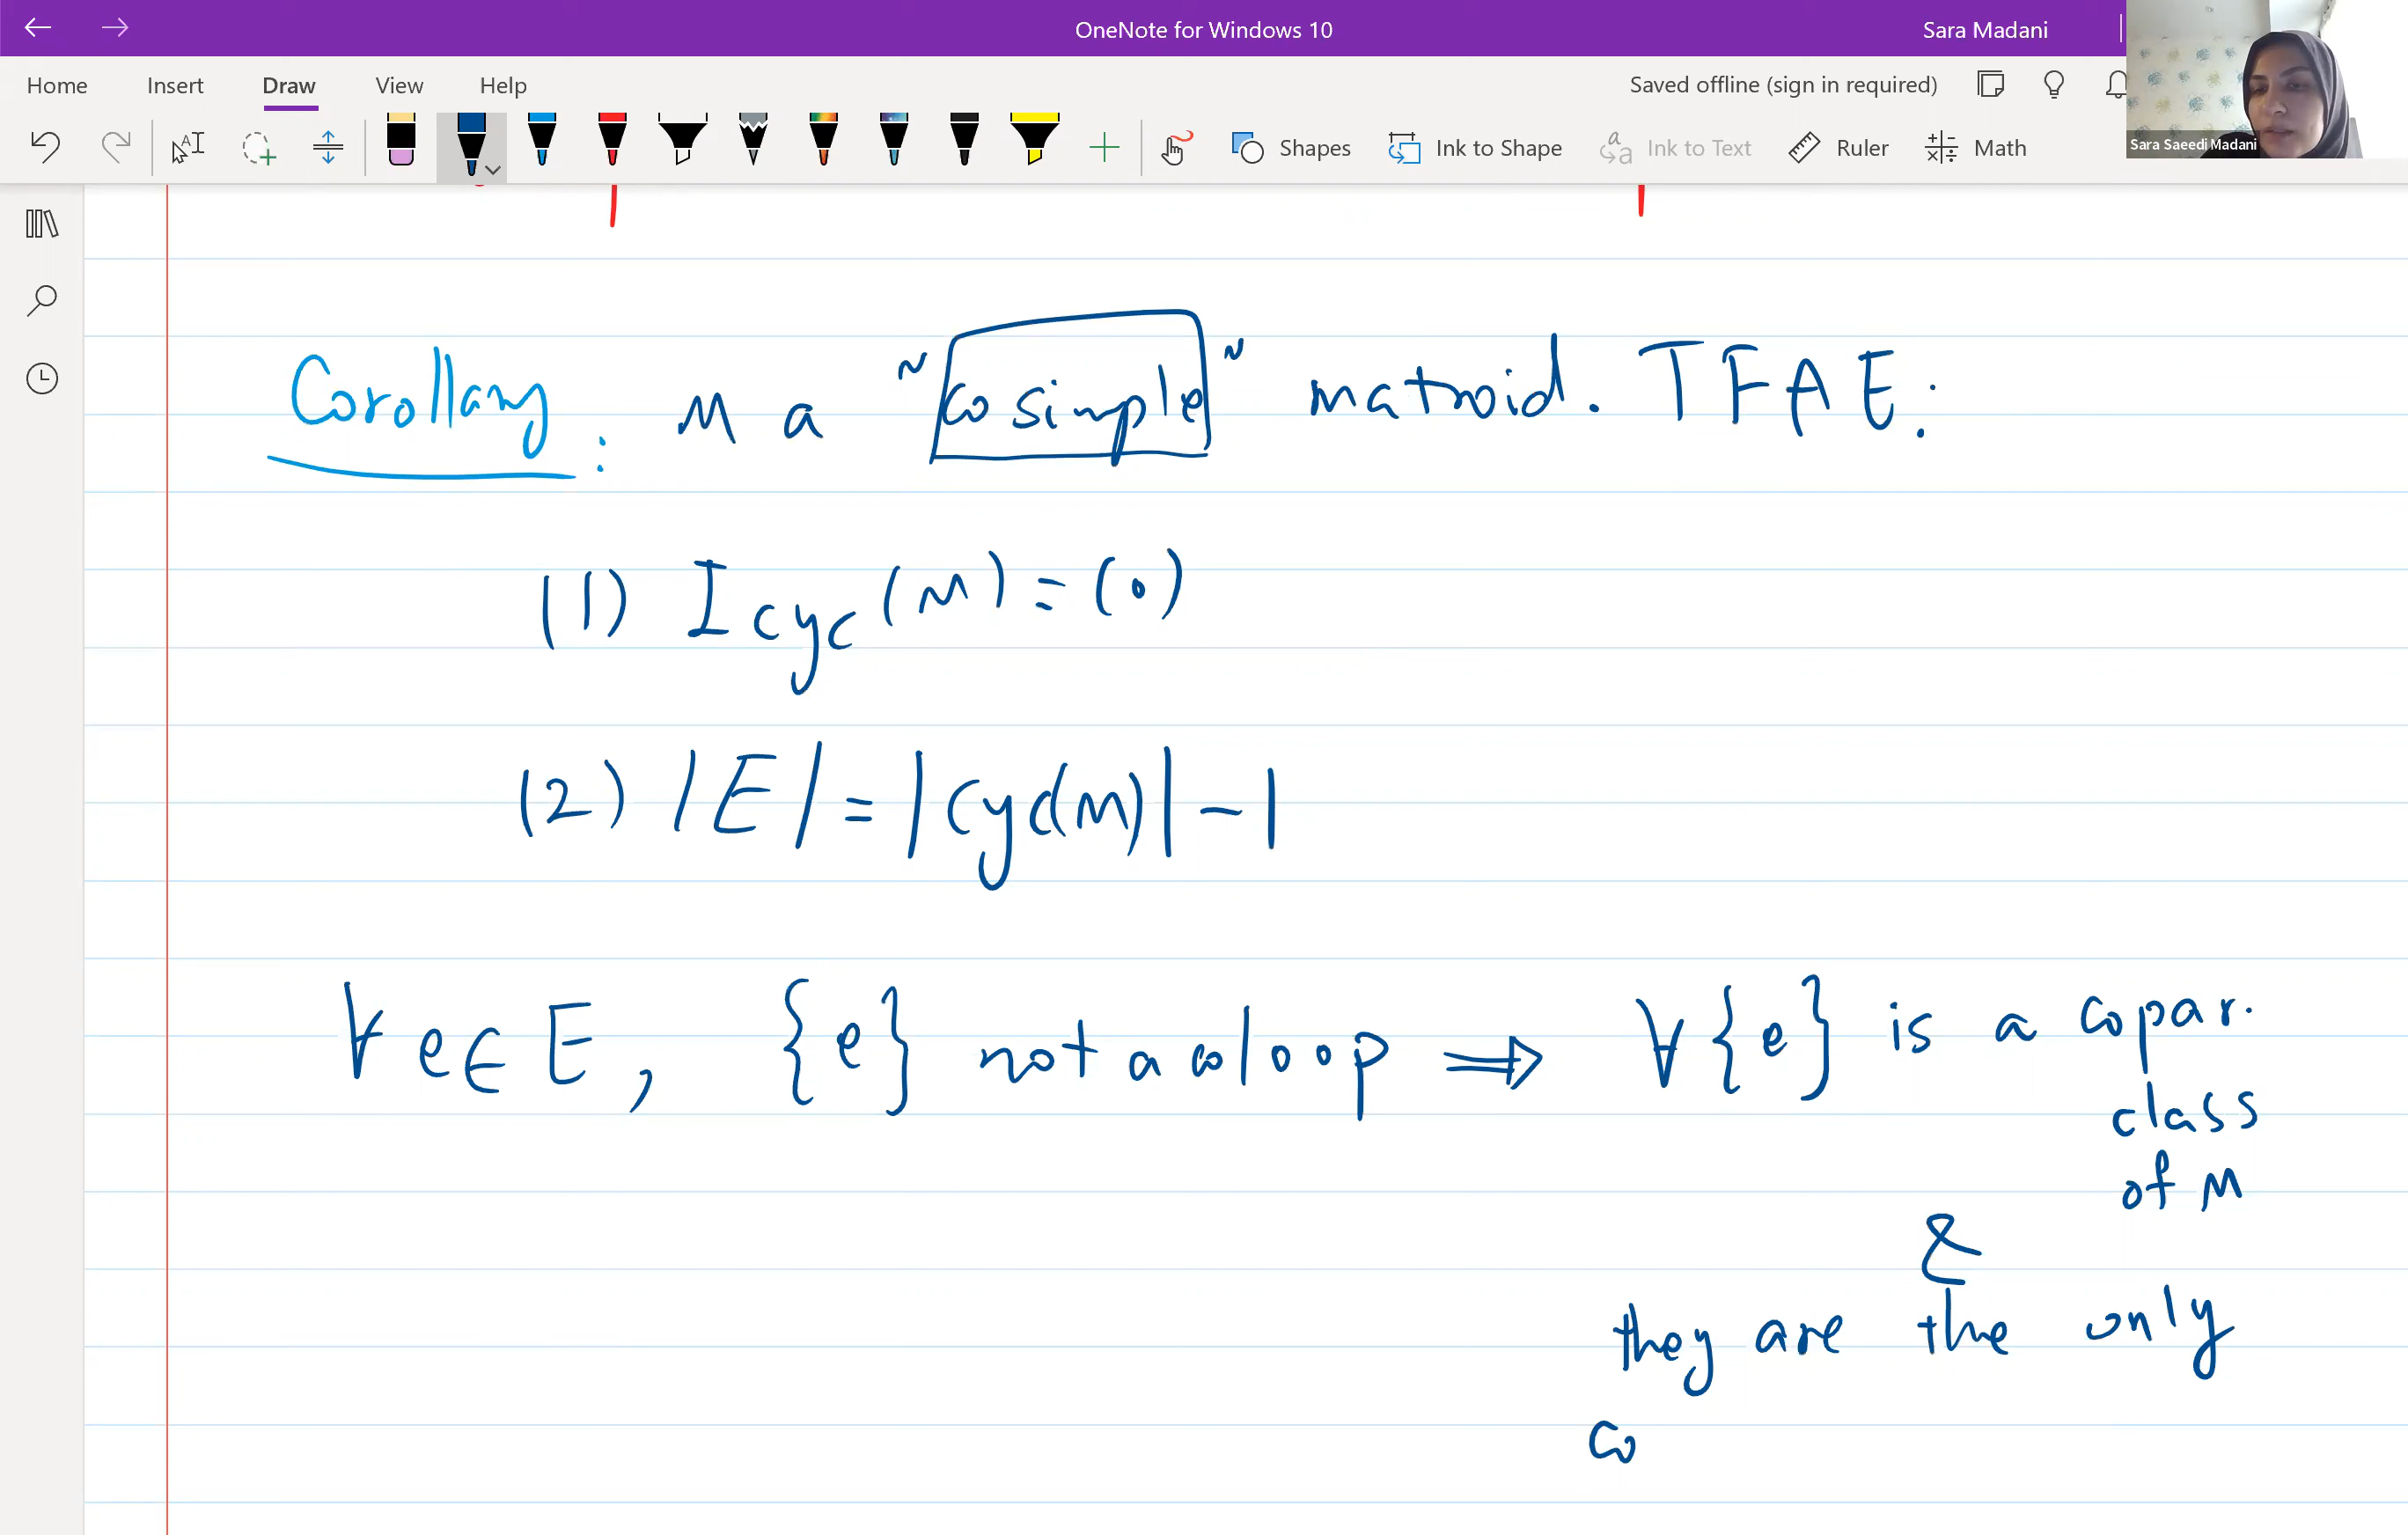 OneNote for Windows 10
Sara Madani
Home Insert Draw View Help
Saved offline (sign in required)
Shapes Ink to Shape Ink to Text Ruler Math
Sara Saeedi Madani
Corollary: M a "cosimple" matroid. TFAE:
(1) I_cyc(M) = (0)
(2) |E| = |Cyc(M)| - 1
∀ e ∈ E, {e} not a coloop ⟹ ∀ {e} is a copar.
class
of M
&
they are the only
co